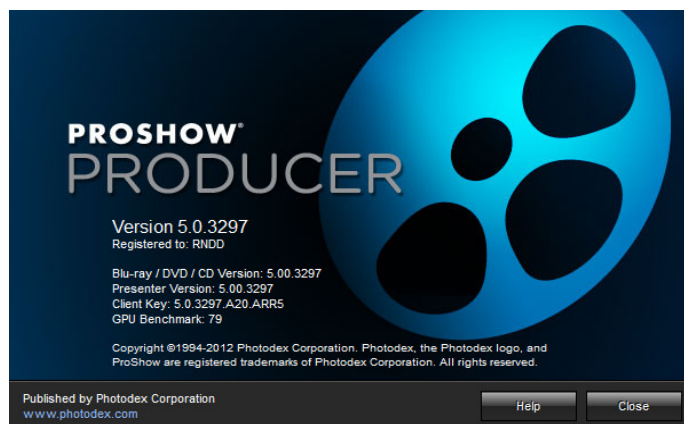 PROSHOW®
PRODUCER
Version 5.0.3297
Registered to: RNDD
Blu-ray / DVD / CD Version: 5.00.3297
Presenter Version: 5.00.3297
Client Key: 5.0.3297.A20.ARR5
GPU Benchmark: 79
Copyright ©1994-2012 Photodex Corporation. Photodex, the Photodex logo, and
ProShow are registered trademarks of Photodex Corporation. All rights reserved.
Published by Photodex Corporation
www.photodex.com
Help
Close